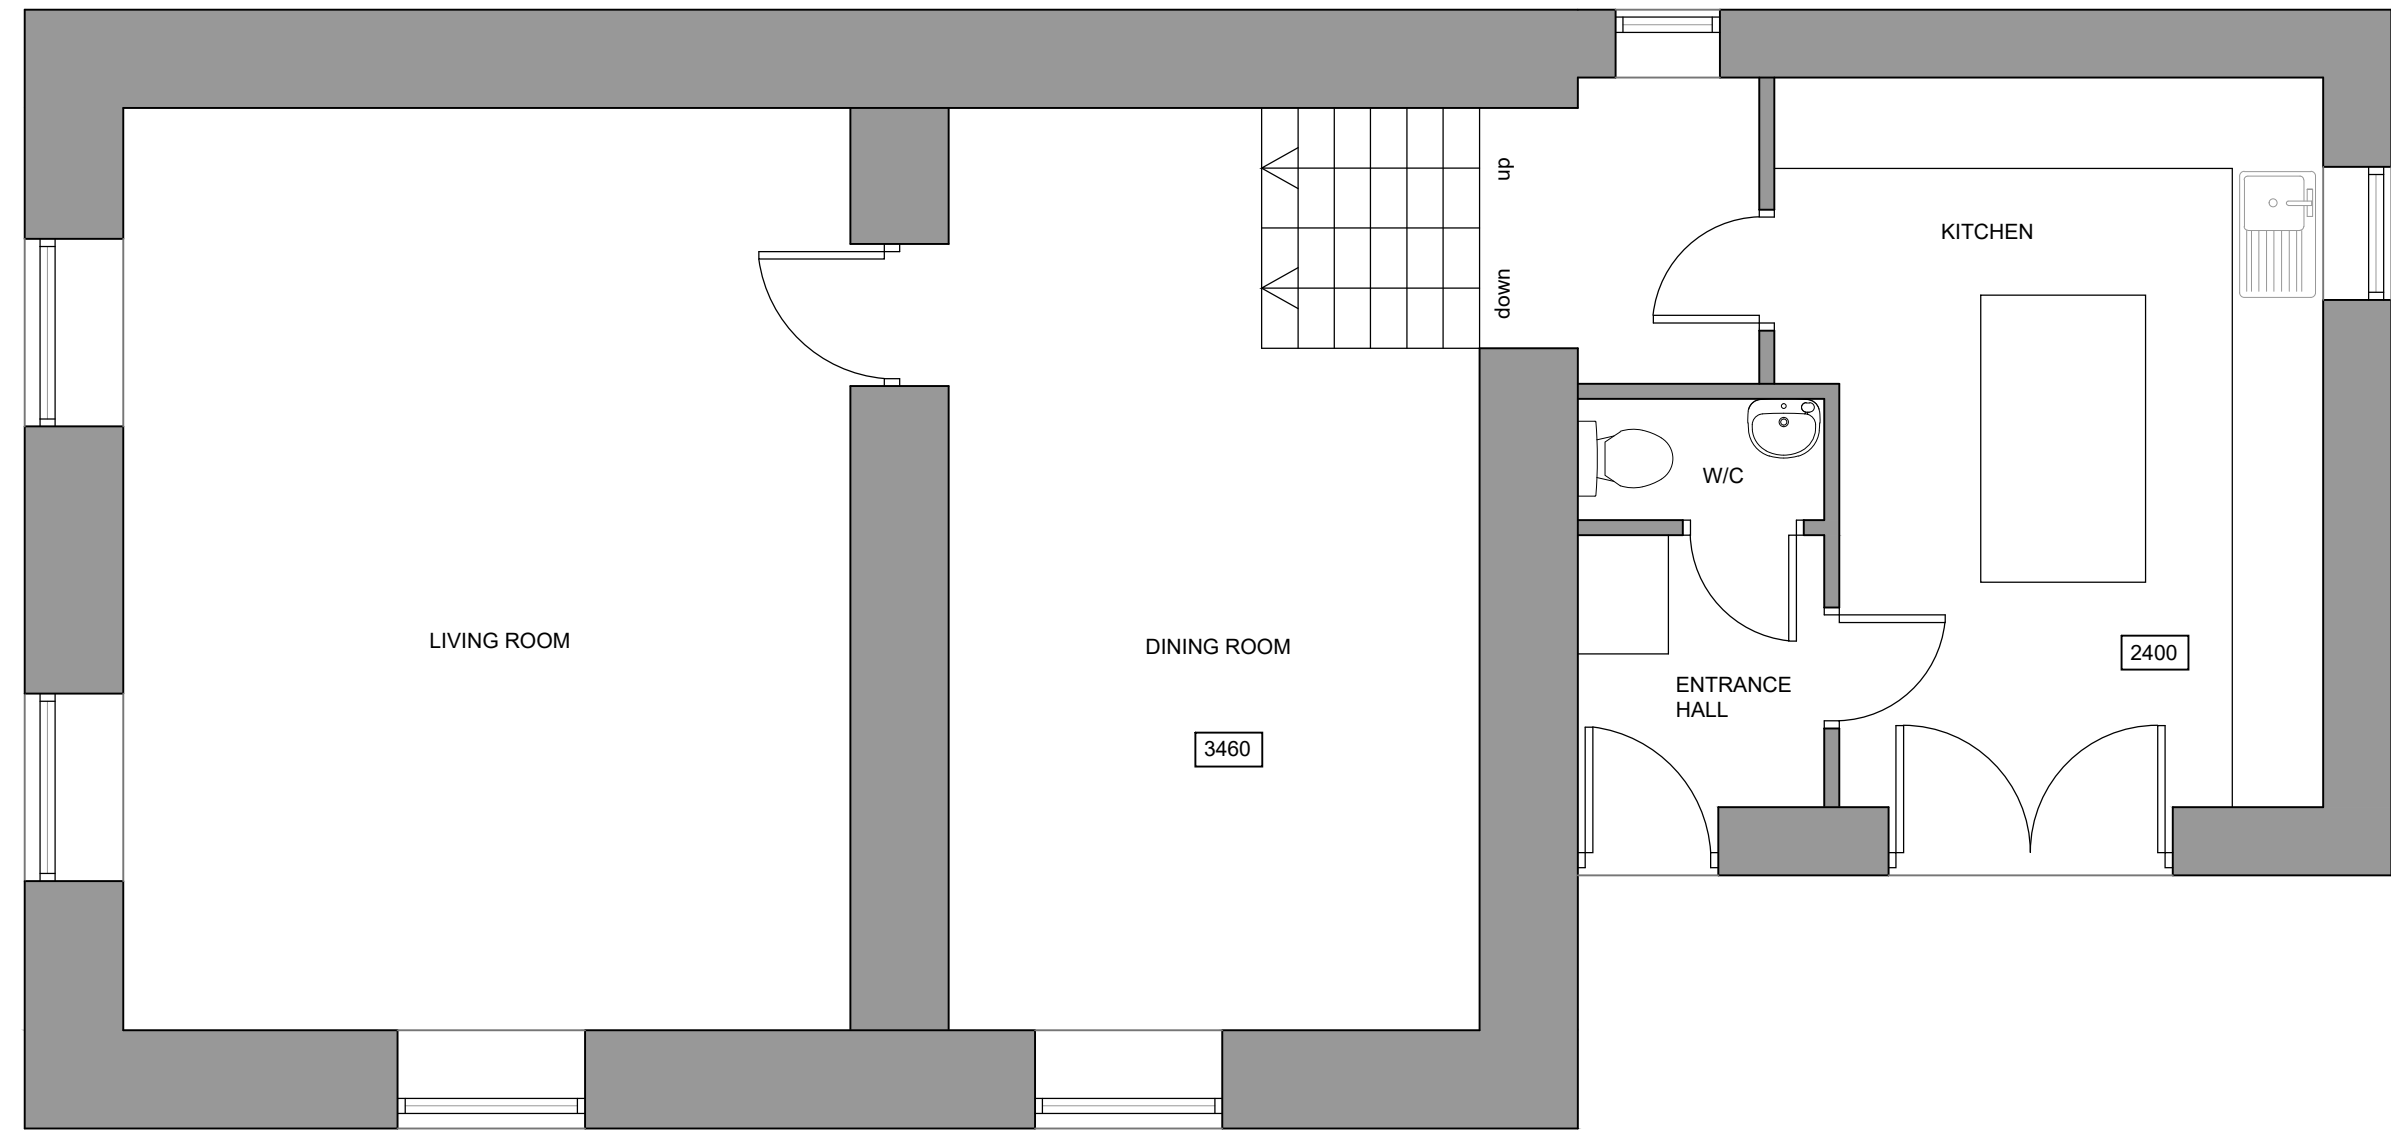 up
down
KITCHEN
W/C
LIVING ROOM
DINING ROOM
2400
ENTRANCE
HALL
3460